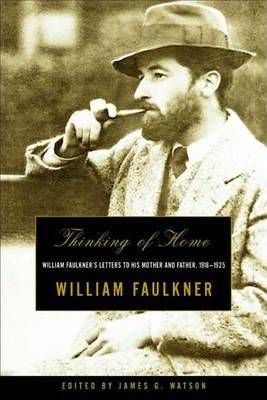 Thinking of Home
WILLIAM FAULKNER'S LETTERS TO HIS MOTHER AND FATHER, 1918–1925
WILLIAM FAULKNER
EDITED BY JAMES G. WATSON